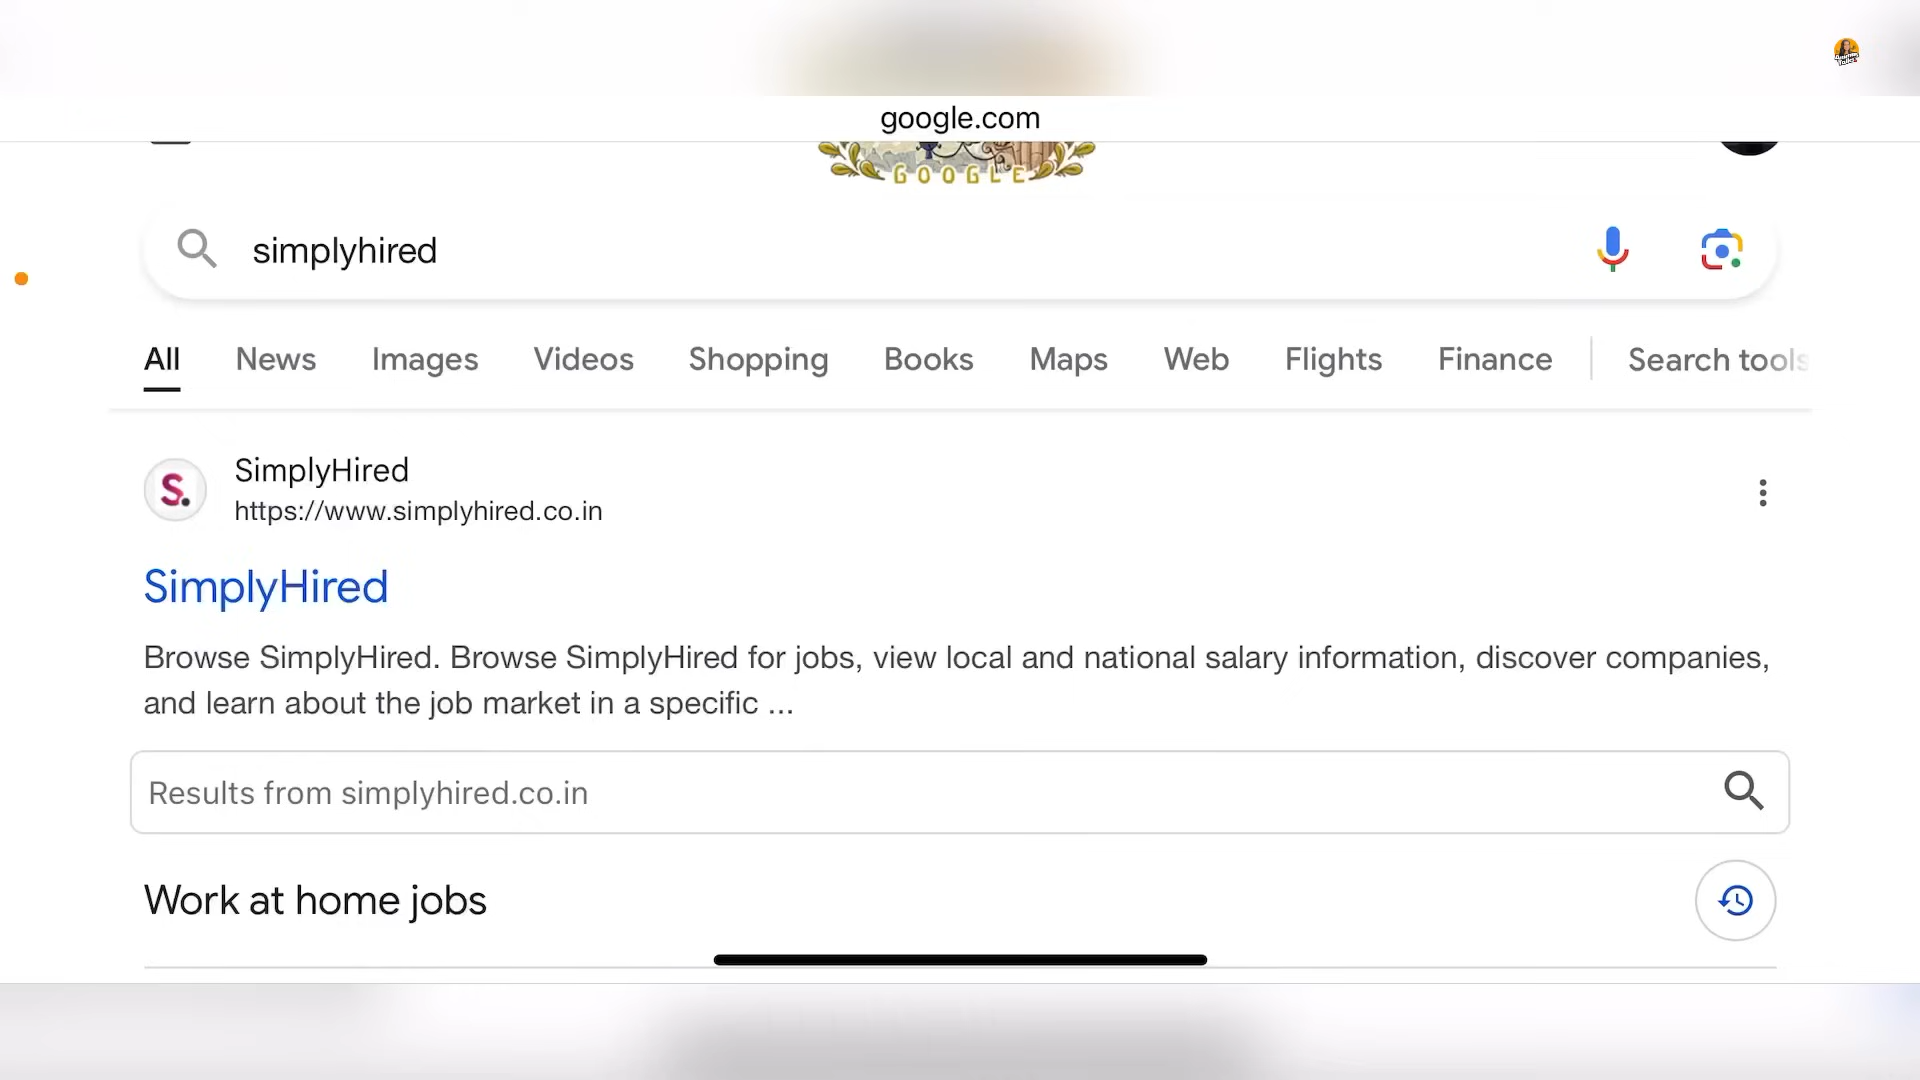 google.com
GOOGLE
simplyhired
All News Images Videos Shopping Books Maps Web Flights Finance Search tools
S.
SimplyHired
https://www.simplyhired.co.in
SimplyHired
Browse SimplyHired. Browse SimplyHired for jobs, view local and national salary information, discover companies,
and learn about the job market in a specific ...
Results from simplyhired.co.in
Work at home jobs